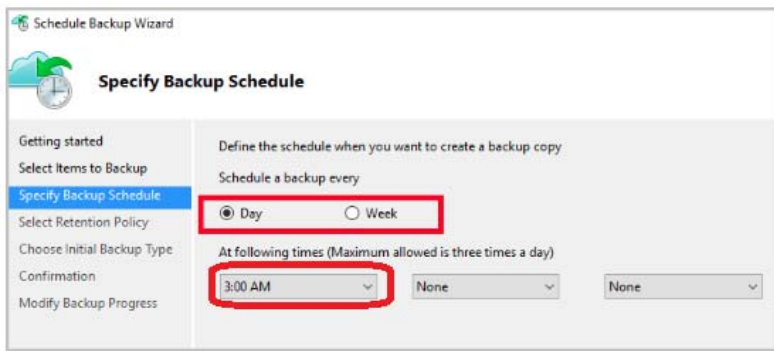 Schedule Backup Wizard
Specify Backup Schedule
Getting started
Select Items to Backup
Specify Backup Schedule
Select Retention Policy
Choose Initial Backup Type
Confirmation
Modify Backup Progress
Define the schedule when you want to create a backup copy
Schedule a backup every
Day Week
At following times (Maximum allowed is three times a day)
3:00 AM None None